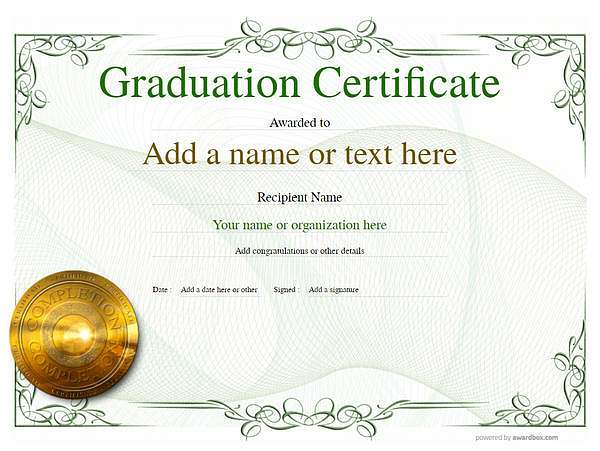 Graduation Certificate
Awarded to
Add a name or text here
Recipient Name
Your name or organization here
Add congratulations or other details
Date : Add a date here or other Signed : Add a signature
COMPLETION
COMPLETION
powered by awardbox.com